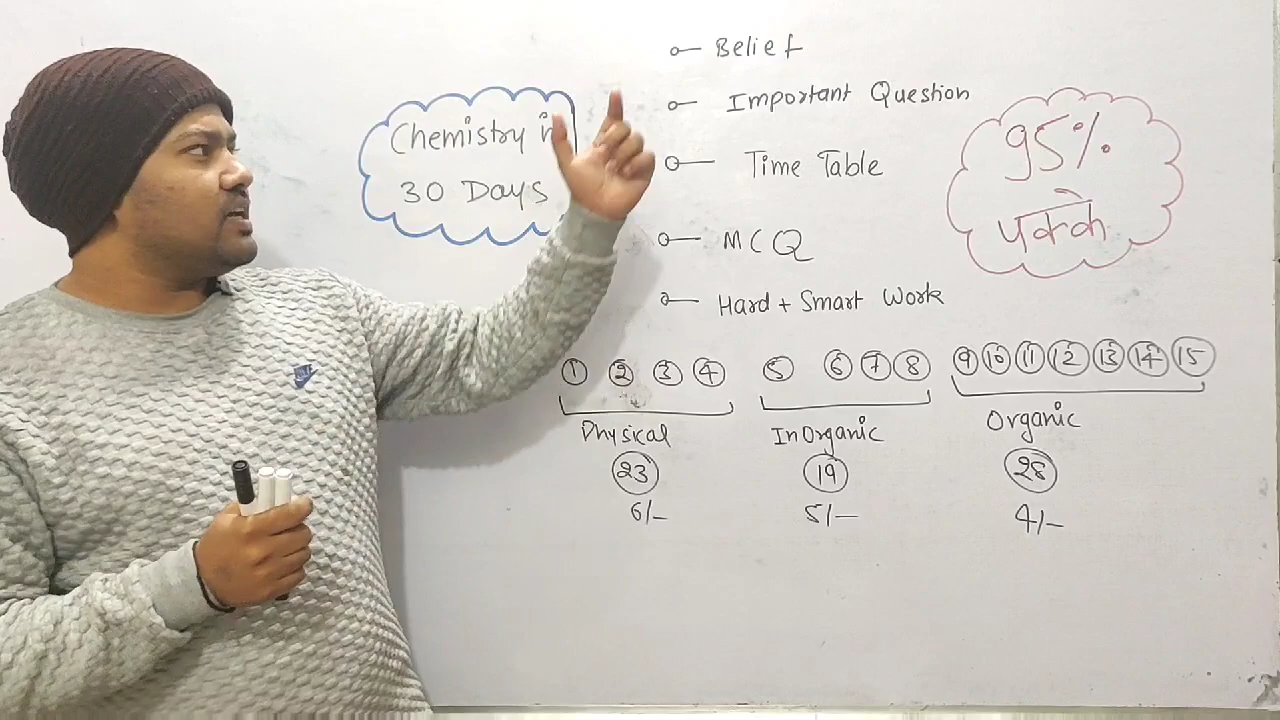 Chemistry in
30 Days
Belief
Important Question
Time Table
MCQ
Hard + Smart Work
95%
पक्के
1 2 3 4
Physical
23
6/-
5 6 7 8
InOrganic
19
5/-
9 10 11 12 13 14 15
Organic
28
4/-